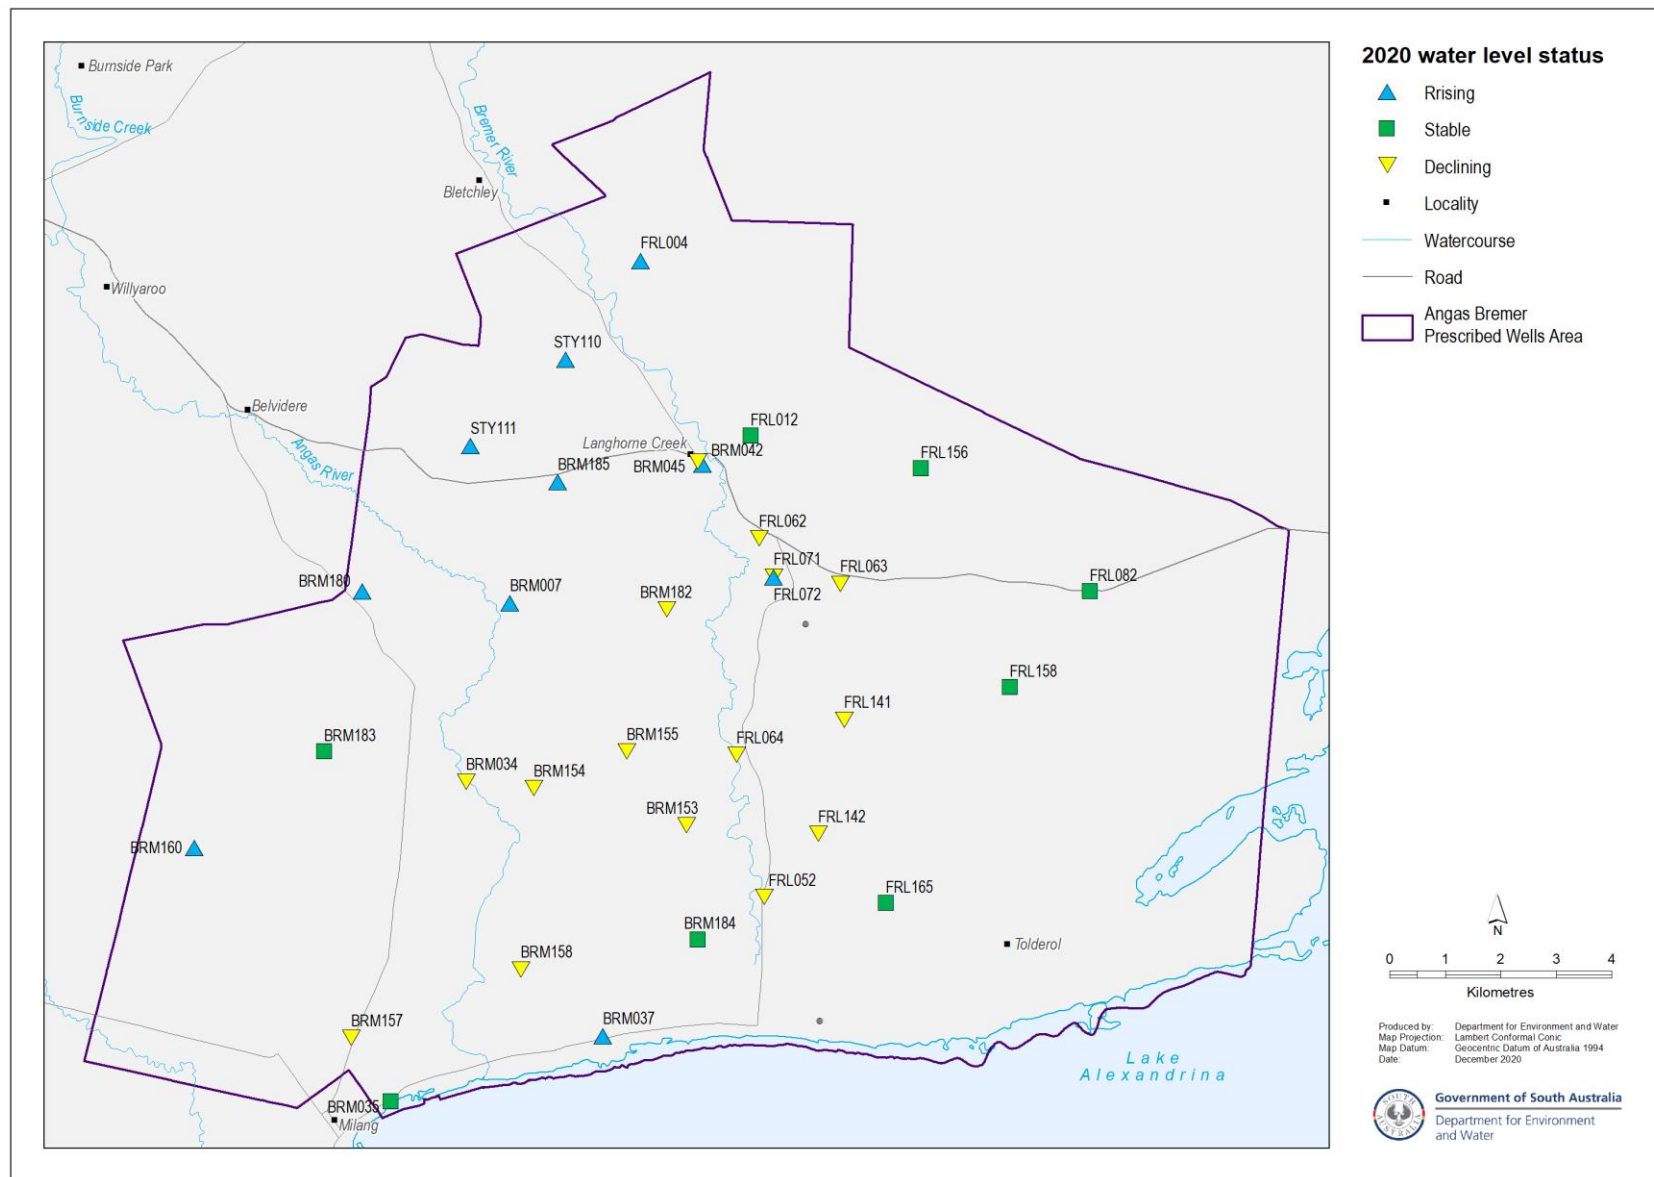 Burnside Park
Burnside Creek
Bremer River
Bletchley
Willyaroo
FRL004
STY110
Belvidere
FRL012
STY111
Langhorne Creek
BRM042
BRM045
FRL156
Angas River
BRM185
FRL062
FRL071
FRL063
FRL082
BRM180
BRM007
BRM182
FRL072
FRL158
FRL141
BRM183
BRM155
FRL064
BRM034
BRM154
BRM153
FRL142
BRM160
FRL052
FRL165
BRM184
Tolderol
BRM158
BRM157
BRM037
Lake
Alexandrina
BRM035
Milang
2020 water level status
Rrising
Stable
Declining
Locality
Watercourse
Road
Angas Bremer
Prescribed Wells Area
N
0 1 2 3 4
Kilometres
Produced by: Department for Environment and Water
Map Projection: Lambert Conformal Conic
Map Datum: Geocentric Datum of Australia 1994
Date: December 2020
SOUTH AUSTRALIA
Government of South Australia
Department for Environment
and Water